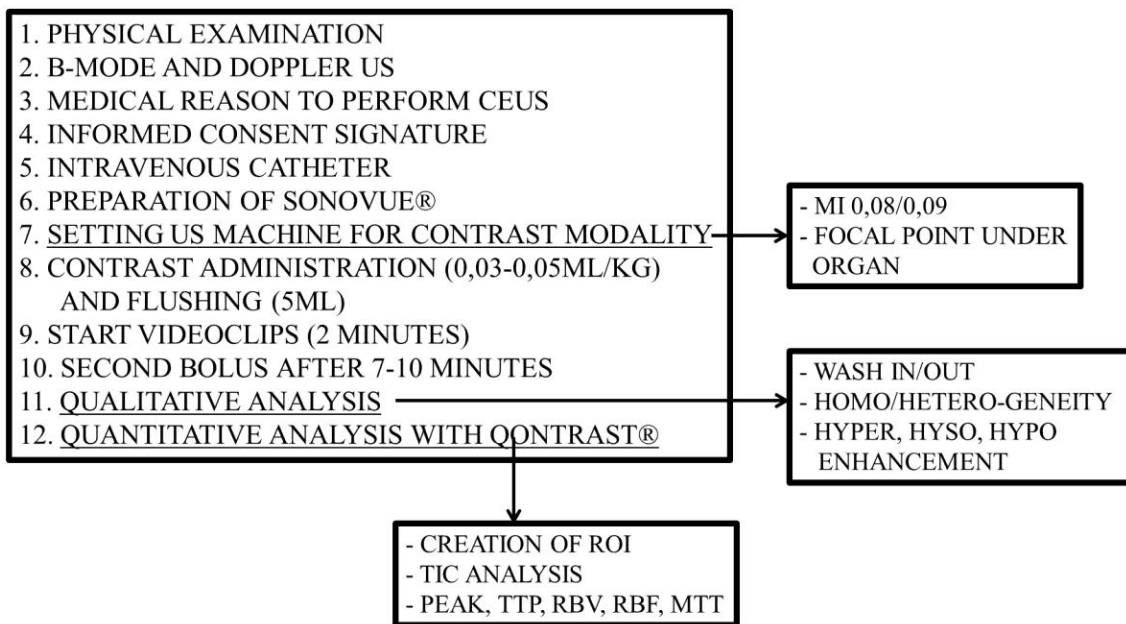 1. PHYSICAL EXAMINATION
2. B-MODE AND DOPPLER US
3. MEDICAL REASON TO PERFORM CEUS
4. INFORMED CONSENT SIGNATURE
5. INTRAVENOUS CATHETER
6. PREPARATION OF SONOVUE®
7. SETTING US MACHINE FOR CONTRAST MODALITY
8. CONTRAST ADMINISTRATION (0,03-0,05ML/KG)
AND FLUSHING (5ML)
9. START VIDEOCLIPS (2 MINUTES)
10. SECOND BOLUS AFTER 7-10 MINUTES
11. QUALITATIVE ANALYSIS
12. QUANTITATIVE ANALYSIS WITH QONTRAST®
- MI 0,08/0,09
- FOCAL POINT UNDER
ORGAN
- WASH IN/OUT
- HOMO/HETERO-GENEITY
- HYPER, HYSO, HYPO
ENHANCEMENT
- CREATION OF ROI
- TIC ANALYSIS
- PEAK, TTP, RBV, RBF, MTT